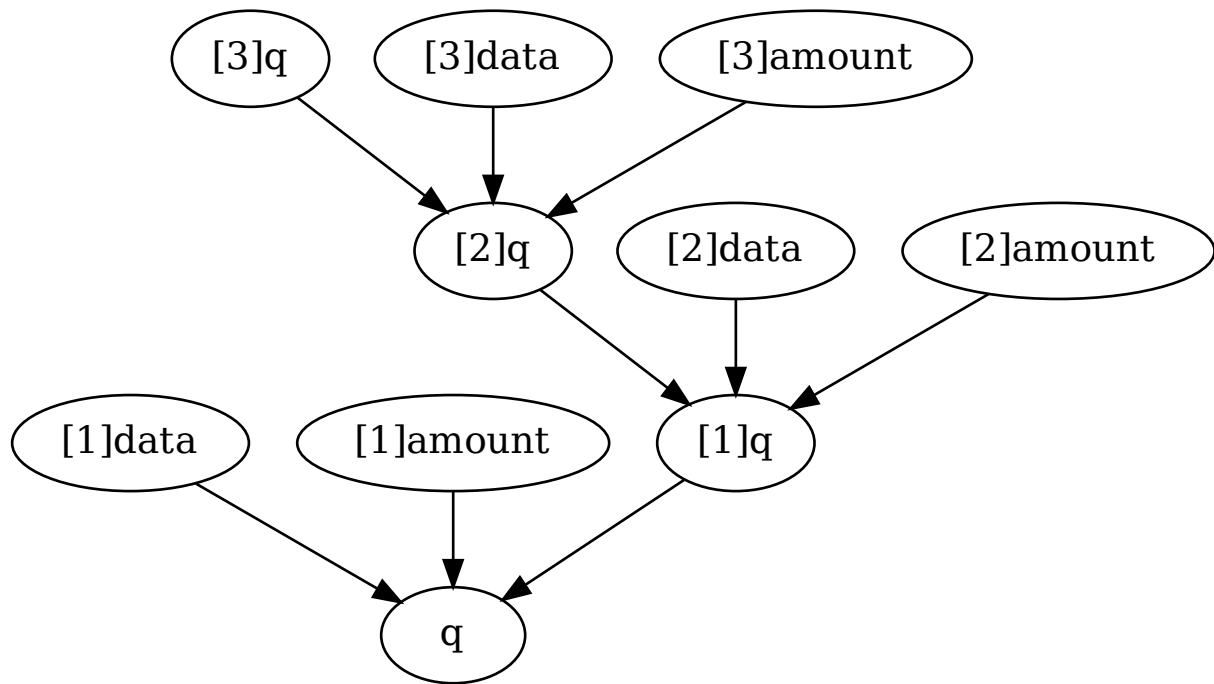 [3]q
[3]data
[3]amount
[2]q
[2]data
[2]amount
[1]data
[1]amount
[1]q
q